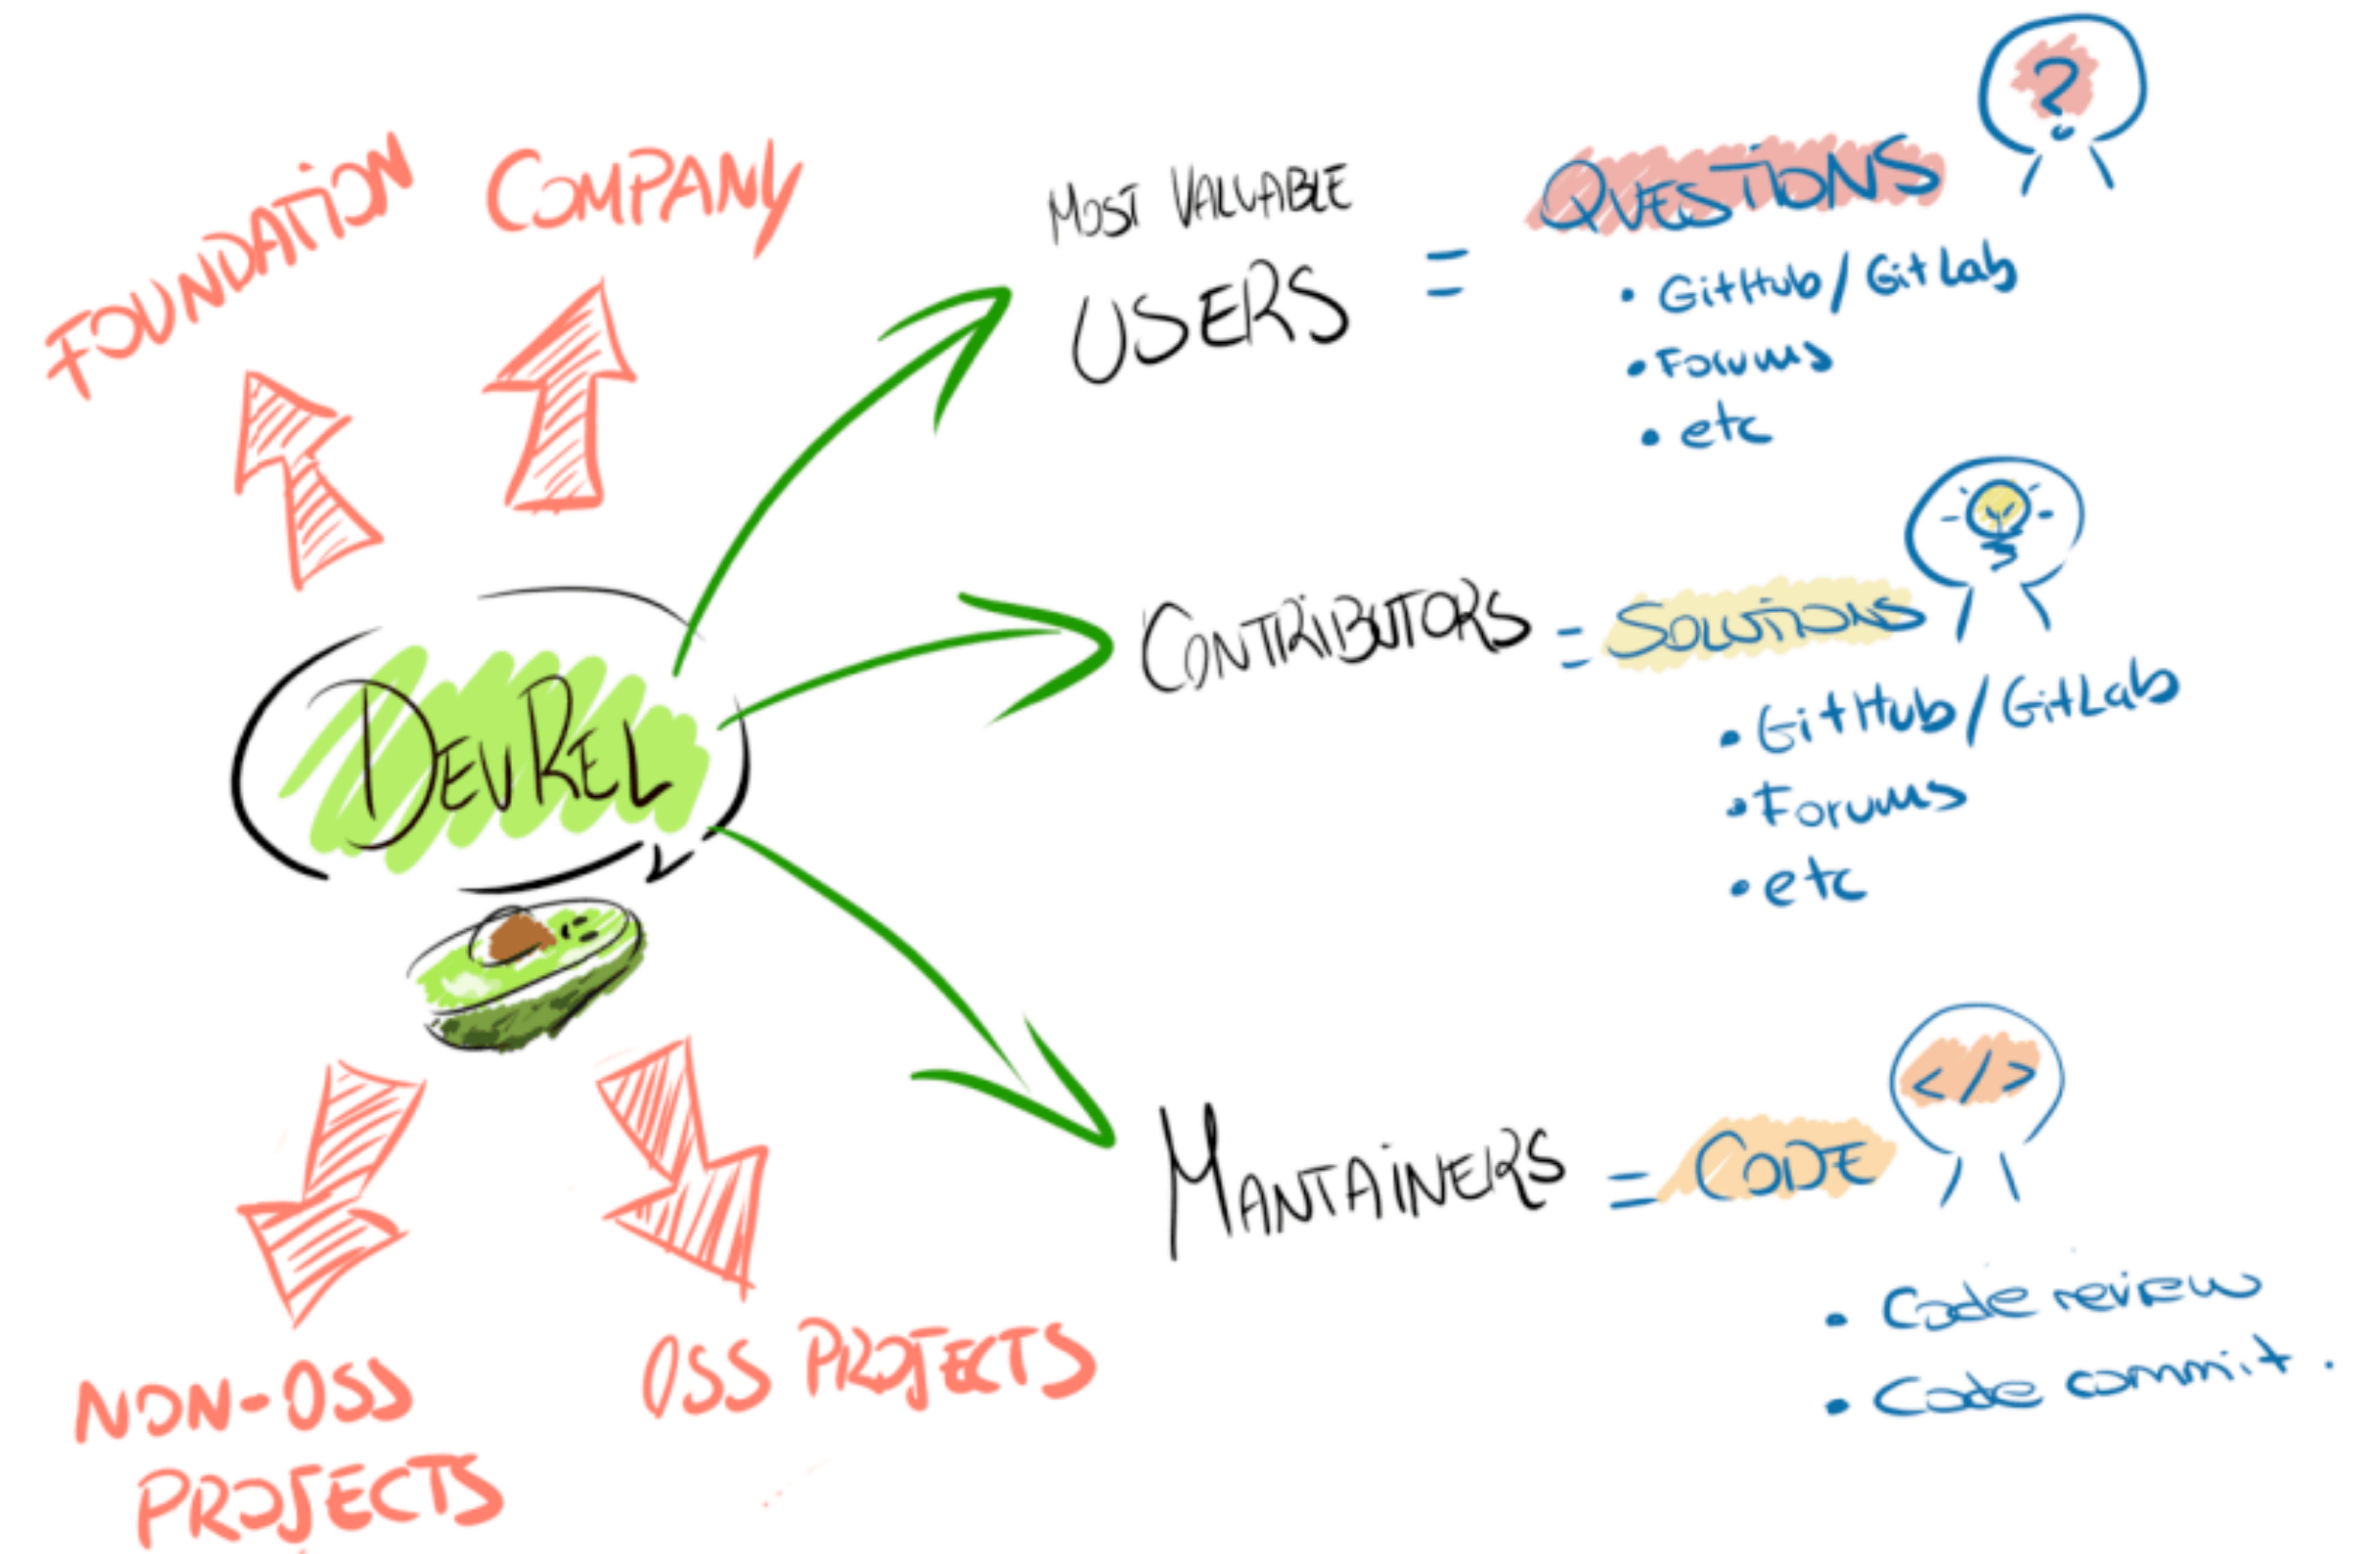 FOUNDATION
COMPANY
DEVREL
NON-OSS
PROJECTS
OSS PROJECTS
MOST VALUABLE
USERS
=
QUESTIONS
?
• GitHub/GitLab
• Forums
• etc
CONTRIBUTORS
= SOLUTIONS
• GitHub/GitLab
• Forums
• etc
MANTAINERS
= CODE
</>
• Code review
• Code commit.